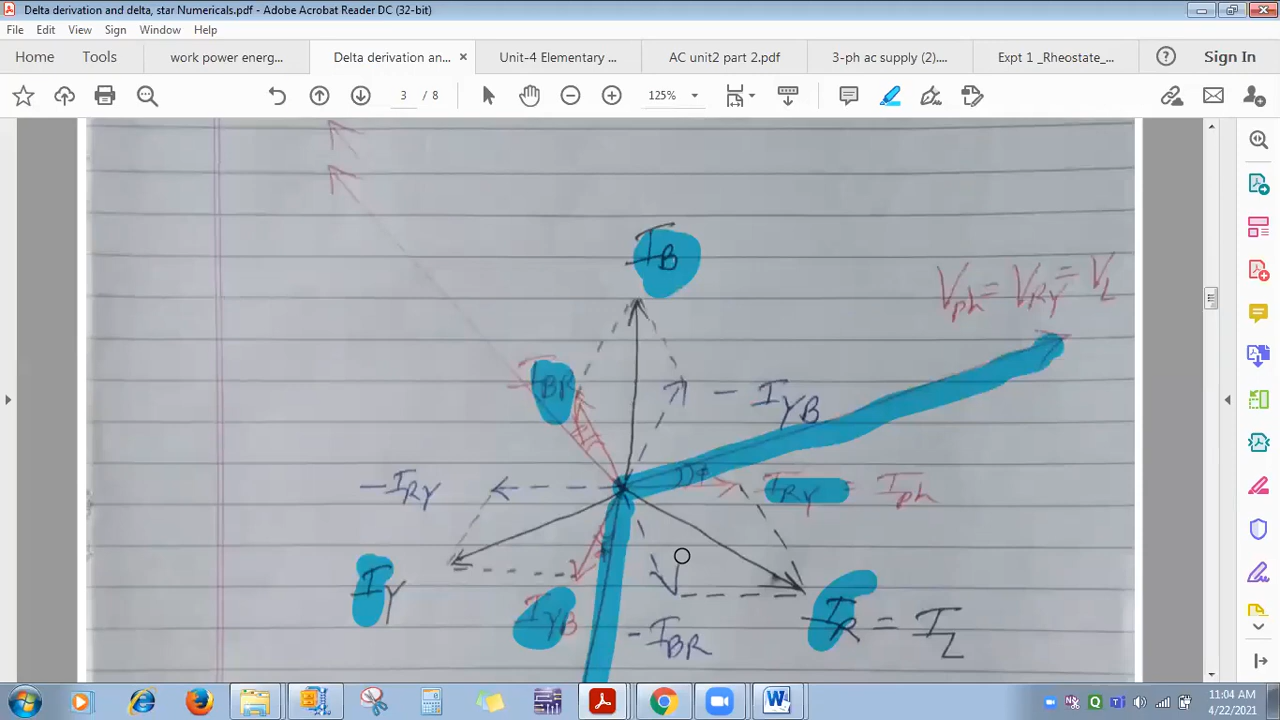 Delta derivation and delta, star Numericals.pdf - Adobe Acrobat Reader DC (32-bit)
File Edit View Sign Window Help
Home Tools work power energ... Delta derivation an... × Unit-4 Elementary ... AC unit2 part 2.pdf 3-ph ac supply (2).... Expt 1 _Rheostate_... Sign In
3 / 8 125%
I_B
V_ph = V_RY = V_L
I_BR
- I_YB
- I_RY
I_RY = I_ph
φ
I_Y
I_YB
- I_BR
I_R = I_L
11:04 AM
4/22/2021